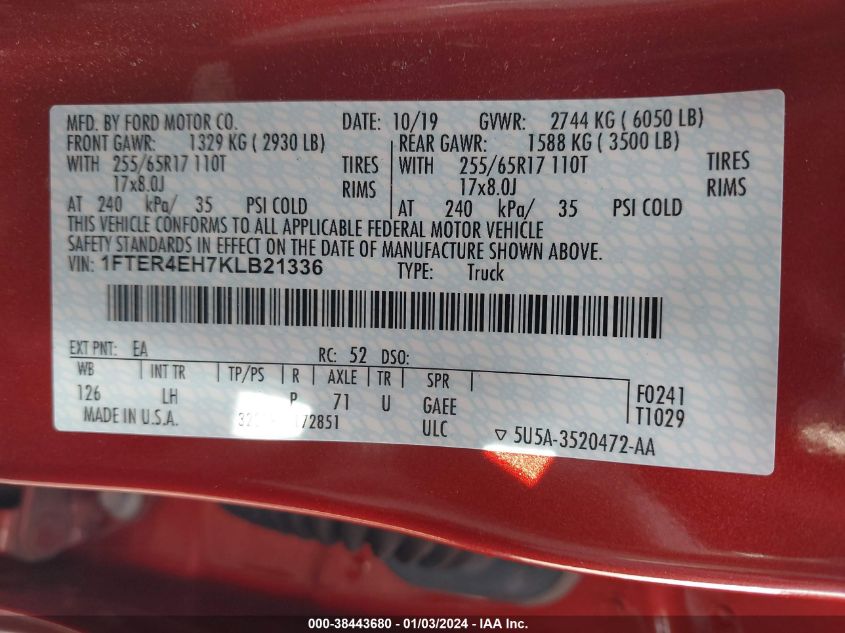 MFD. BY FORD MOTOR CO. DATE: 10/19 GVWR: 2744 KG ( 6050 LB)
FRONT GAWR: 1329 KG ( 2930 LB) REAR GAWR: 1588 KG ( 3500 LB)
WITH 255/65R17 110T TIRES WITH 255/65R17 110T TIRES
17x8.0J RIMS 17x8.0J RIMS
AT 240 kPa/ 35 PSI COLD AT 240 kPa/ 35 PSI COLD
THIS VEHICLE CONFORMS TO ALL APPLICABLE FEDERAL MOTOR VEHICLE
SAFETY STANDARDS IN EFFECT ON THE DATE OF MANUFACTURE SHOWN ABOVE.
VIN: 1FTER4EH7KLB21336 TYPE: Truck
EXT PNT: EA RC: 52 DSO:
WB INT TR TP/PS R AXLE TR SPR
126 LH P 71 U GAEE F0241
MADE IN U.S.A. 172851 ULC T1029
▽ 5U5A-3520472-AA
000-38443680 - 01/03/2024 - IAA Inc.